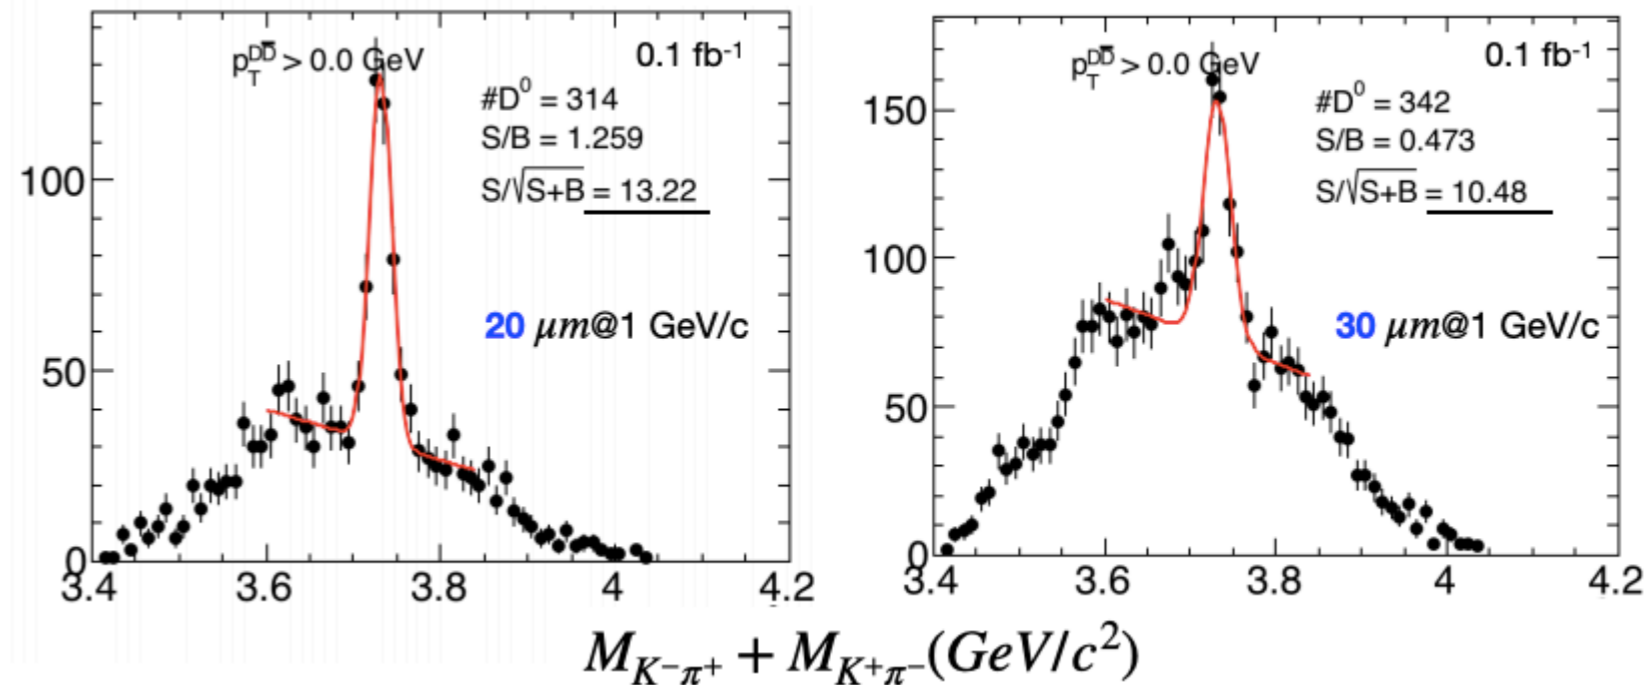 p_T^{DD̅} > 0.0 GeV
0.1 fb⁻¹
#D⁰ = 314
S/B = 1.259
S/√S+B = 13.22
20 μm@1 GeV/c
100
50
0
3.4 3.6 3.8 4 4.2
p_T^{DD̅} > 0.0 GeV
0.1 fb⁻¹
#D⁰ = 342
S/B = 0.473
S/√S+B = 10.48
30 μm@1 GeV/c
150
100
50
0
3.4 3.6 3.8 4 4.2
M_{K⁻π⁺} + M_{K⁺π⁻}(GeV/c²)